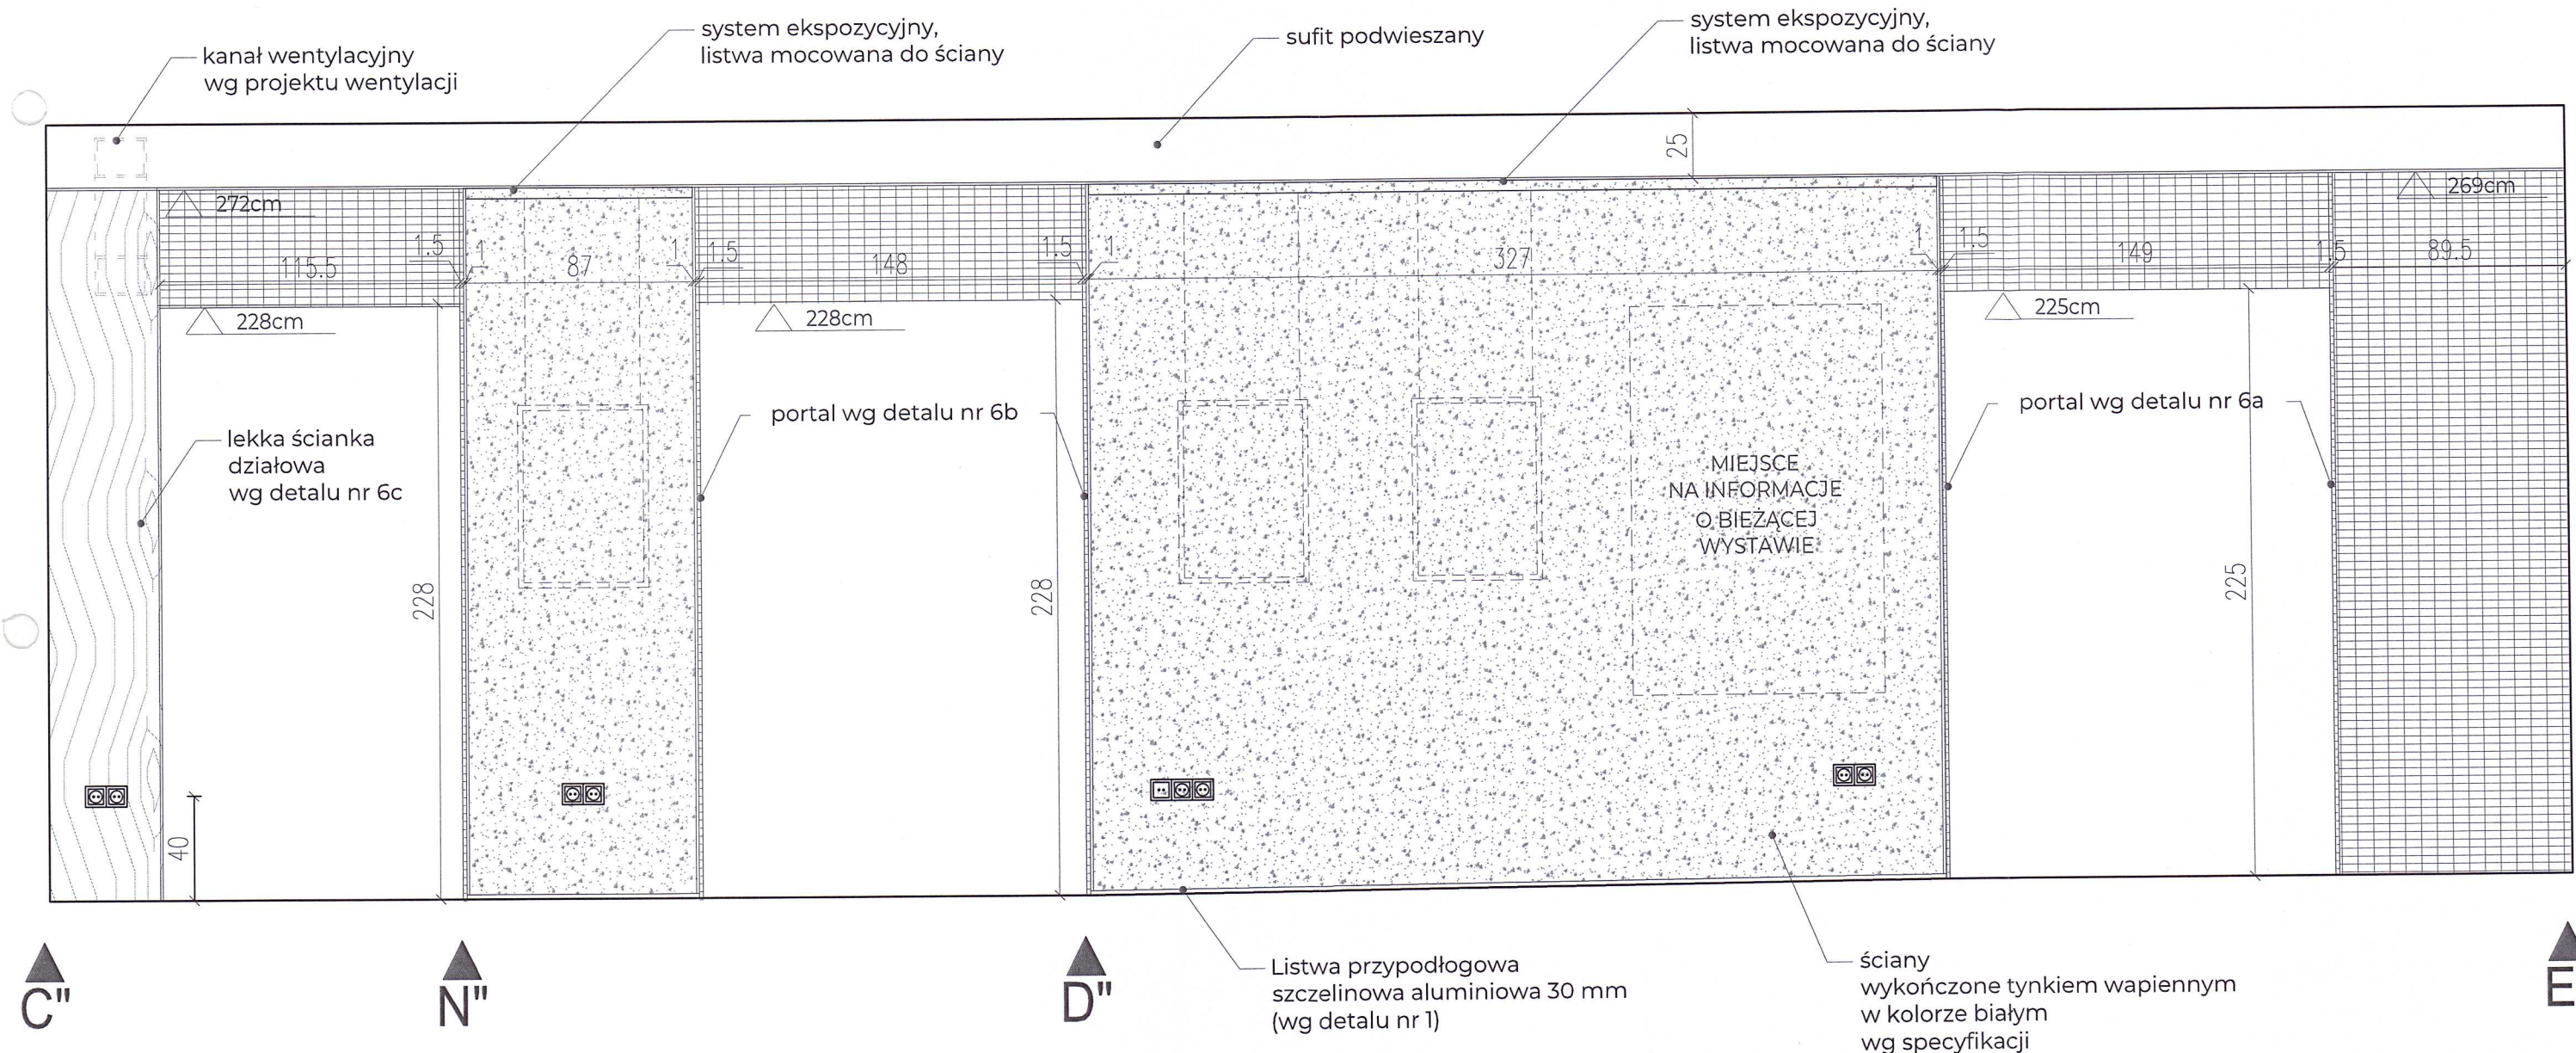 kanał wentylacyjny
wg projektu wentylacji
system ekspozycyjny,
listwa mocowana do ściany
sufit podwieszany
system ekspozycyjny,
listwa mocowana do ściany
25
272cm
269cm
115.5
1.5
1
87
1
1.5
148
1.5
1
327
1
1.5
149
1.5
89.5
228cm
228cm
225cm
lekka ścianka
działowa
wg detalu nr 6c
portal wg detalu nr 6b
portal wg detalu nr 6a
MIEJSCE
NA INFORMACJE
O BIEŻĄCEJ
WYSTAWIE
228
228
225
40
C"
N"
D"
E
Listwa przypodłogowa
szczelinowa aluminiowa 30 mm
(wg detalu nr 1)
ściany
wykończone tynkiem wapiennym
w kolorze białym
wg specyfikacji